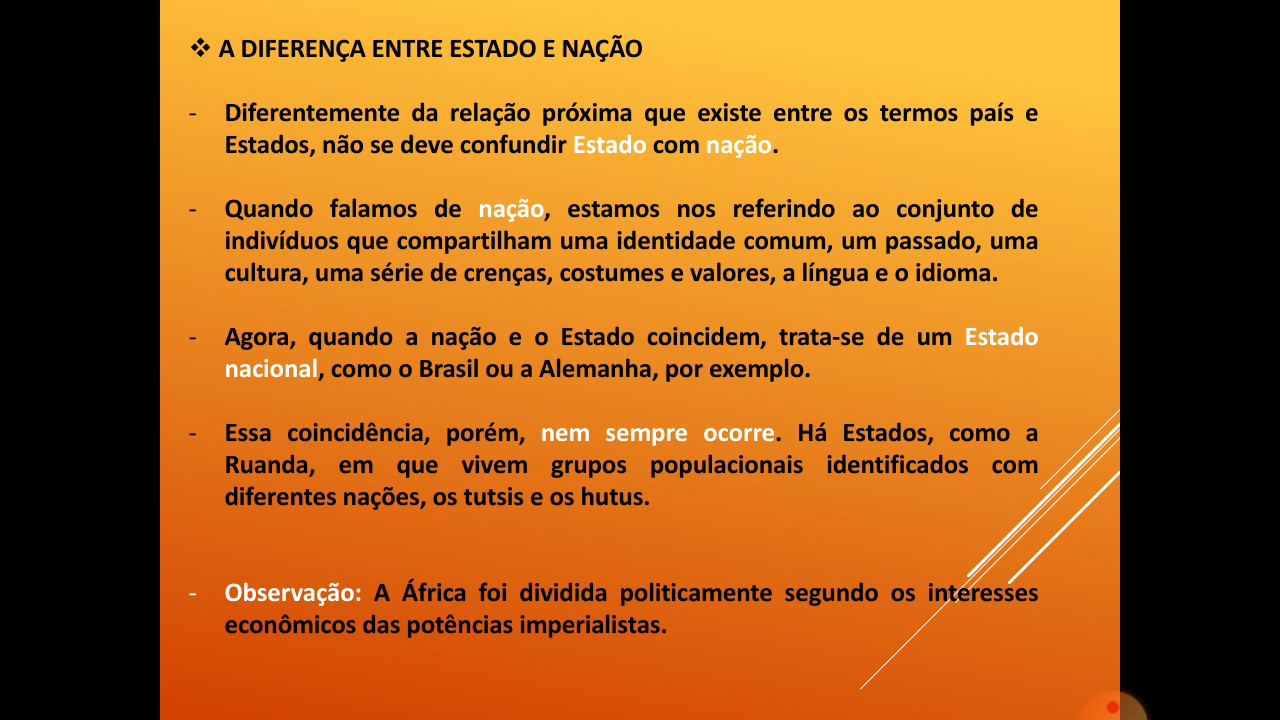 ❖ A DIFERENÇA ENTRE ESTADO E NAÇÃO
- Diferentemente da relação próxima que existe entre os termos país e
Estados, não se deve confundir Estado com nação.
- Quando falamos de nação, estamos nos referindo ao conjunto de
indivíduos que compartilham uma identidade comum, um passado, uma
cultura, uma série de crenças, costumes e valores, a língua e o idioma.
- Agora, quando a nação e o Estado coincidem, trata-se de um Estado
nacional, como o Brasil ou a Alemanha, por exemplo.
- Essa coincidência, porém, nem sempre ocorre. Há Estados, como a
Ruanda, em que vivem grupos populacionais identificados com
diferentes nações, os tutsis e os hutus.
- Observação: A África foi dividida politicamente segundo os interesses
econômicos das potências imperialistas.